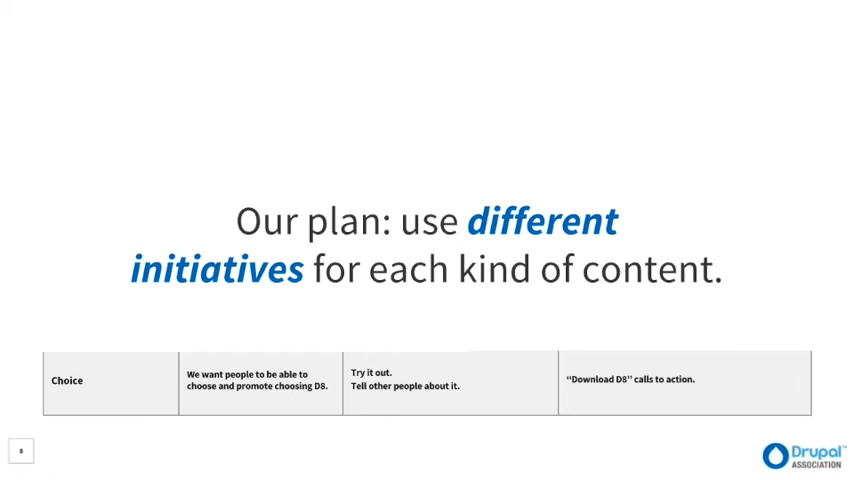 Our plan: use different
initiatives for each kind of content.
Choice
We want people to be able to
choose and promote choosing D8.
Try it out.
Tell other people about it.
“Download D8” calls to action.
8
Drupal™
ASSOCIATION